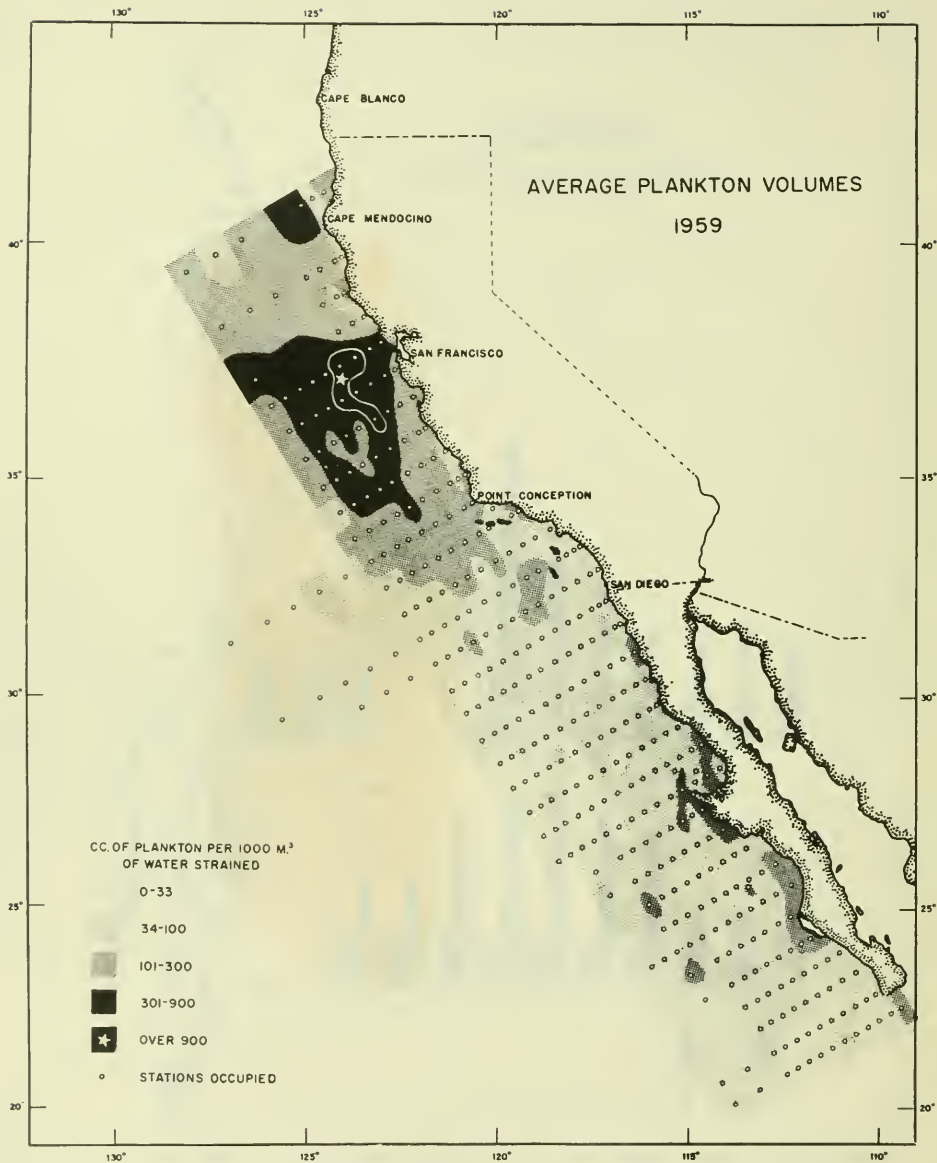 130° 125° 120° 115° 110°
CAPE BLANCO
AVERAGE PLANKTON VOLUMES
1959
CAPE MENDOCINO
40° 40°
SAN FRANCISCO
35° 35°
POINT CONCEPTION
SAN DIEGO
30° 30°
CC. OF PLANKTON PER 1000 M.³
OF WATER STRAINED
0-33
34-100
101-300
301-900
OVER 900
STATIONS OCCUPIED
25° 25°
20° 20°
130° 125° 120° 115° 110°